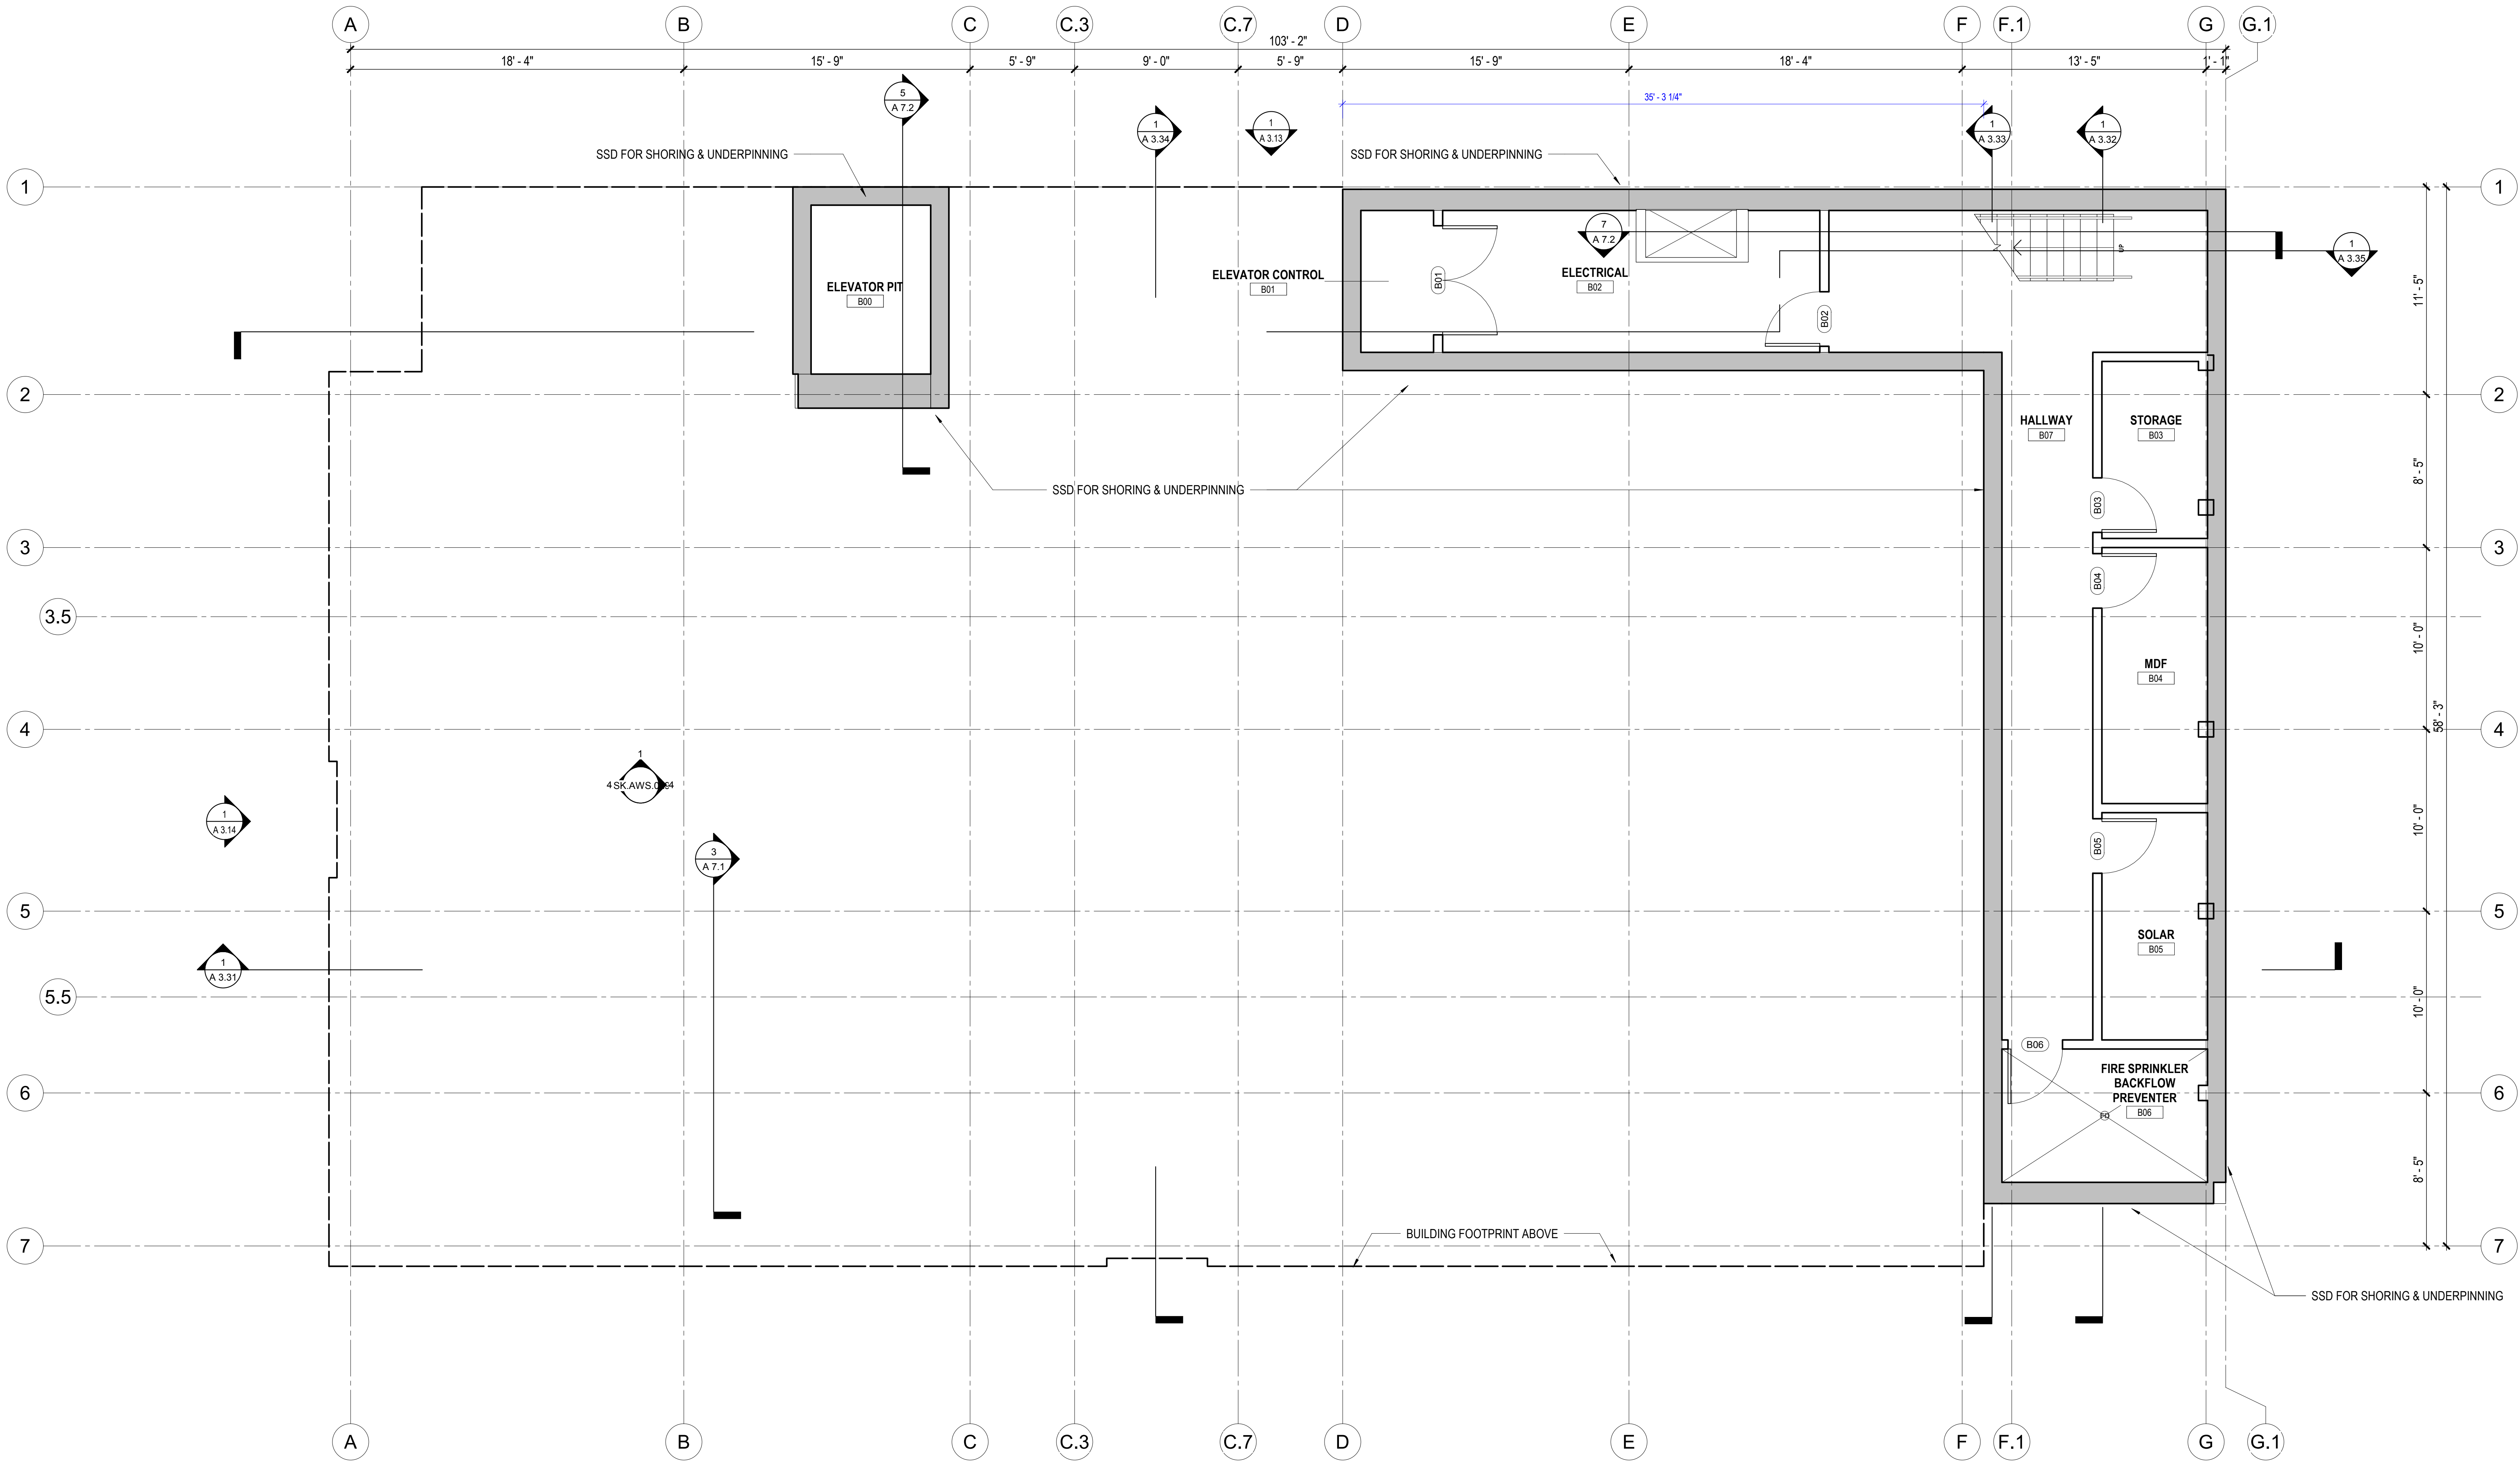 A B C C.3 C.7 D E F F.1 G G.1
103' - 2"
18' - 4" 15' - 9" 5' - 9" 9' - 0" 5' - 9" 15' - 9" 18' - 4" 13' - 5" 1' - 1"
35' - 3 1/4"
5
A 7.2
1
A 3.34
1
A 3.13
1
A 3.33
1
A 3.32
SSD FOR SHORING & UNDERPINNING
SSD FOR SHORING & UNDERPINNING
1
1
7
A 7.2
UP
1
A 3.35
ELEVATOR PIT
B00
ELEVATOR CONTROL
B01
B01
ELECTRICAL
B02
B02
11' - 5"
2
2
HALLWAY
B07
STORAGE
B03
8' - 5"
SSD FOR SHORING & UNDERPINNING
B03
3
3
B04
3.5
10' - 0"
MDF
B04
4
4
58' - 3"
1
4 SK.AWS. 4
1
A 3.14
10' - 0"
3
A 7.1
B05
5
5
SOLAR
B05
1
A 3.31
5.5
10' - 0"
B06
FIRE SPRINKLER
BACKFLOW
PREVENTER
B06
6
6
8' - 5"
BUILDING FOOTPRINT ABOVE
7
7
SSD FOR SHORING & UNDERPINNING
A B C C.3 C.7 D E F F.1 G G.1